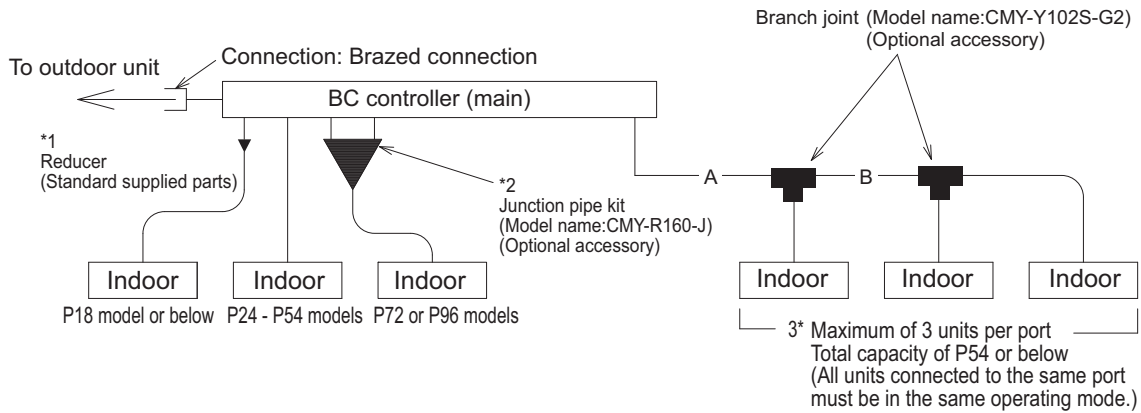 Branch joint (Model name:CMY-Y102S-G2)
(Optional accessory)
To outdoor unit
Connection: Brazed connection
BC controller (main)
*1
Reducer
(Standard supplied parts)
*2
Junction pipe kit
(Model name:CMY-R160-J)
(Optional accessory)
A
B
Indoor
Indoor
Indoor
Indoor
Indoor
Indoor
P18 model or below
P24 - P54 models
P72 or P96 models
3* Maximum of 3 units per port
Total capacity of P54 or below
(All units connected to the same port
must be in the same operating mode.)